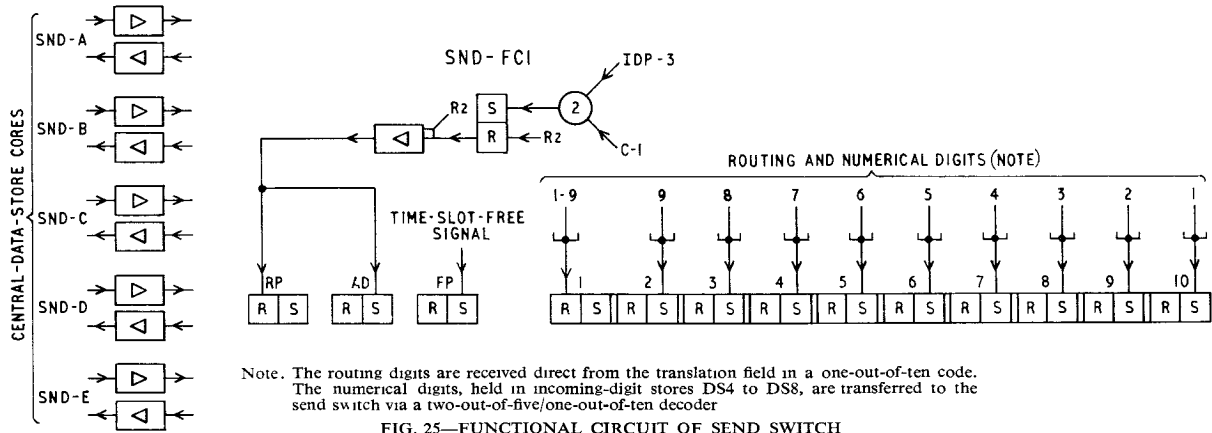 CENTRAL-DATA-STORE CORES
SND-A
SND-B
SND-C
SND-D
SND-E
SND-FCI
IDP-3
2
C-1
R2
S
R
R2
TIME-SLOT-FREE
SIGNAL
RP
AD
FP
R S
R S
R S
ROUTING AND NUMERICAL DIGITS (NOTE)
1-9 9 8 7 6 5 4 3 2 1
1 2 3 4 5 6 7 8 9 10
R S R S R S R S R S R S R S R S R S R S
Note. The routing digits are received direct from the translation field in a one-out-of-ten code.
The numerical digits, held in incoming-digit stores DS4 to DS8, are transferred to the
send switch via a two-out-of-five/one-out-of-ten decoder
FIG. 25—FUNCTIONAL CIRCUIT OF SEND SWITCH